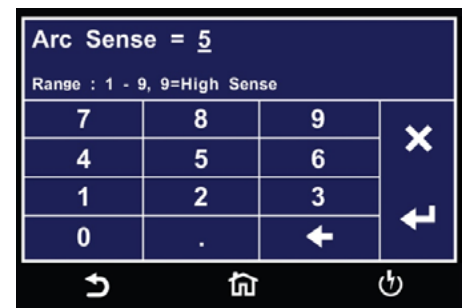 Arc Sense = 5
Range : 1 - 9, 9=High Sense
7 8 9
4 5 6
1 2 3
0 .